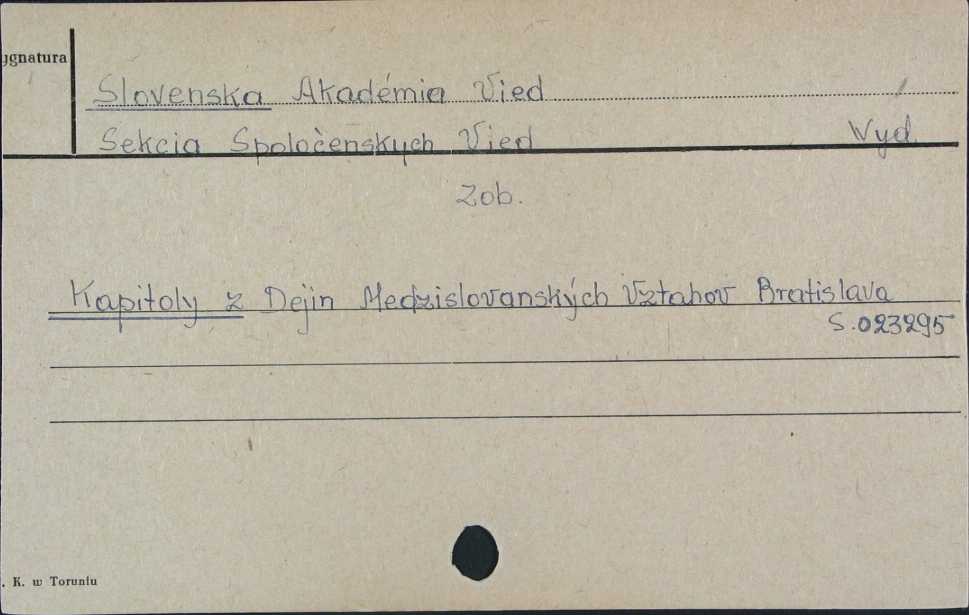 ygnatura
Slovenska Akadémia Vied
Sekcia Spoločenskych Vied Wyd.
Zob.
Kapitoly z Dejin Medzislovanských Vztahov Bratislava
S.023295
. K. w Toruniu